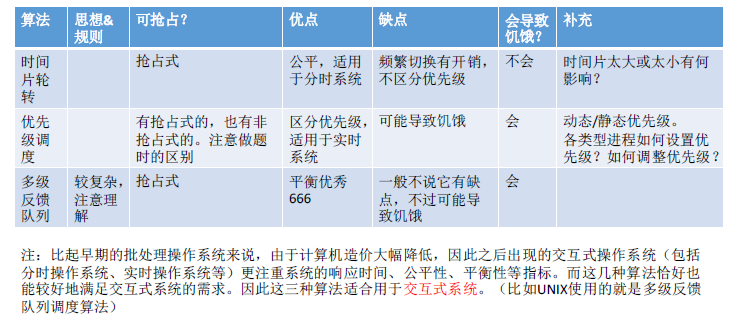 算法 思想& 可抢占？ 优点 缺点 会导致 补充
规则 饥饿？
时间 抢占式 公平，适用 频繁切换有开销， 不会 时间片太大或太小有何
片轮 于分时系统 不区分优先级 影响？
转
优先 有抢占式的，也有非 区分优先级， 可能导致饥饿 会 动态/静态优先级。
级调 抢占式的。注意做题 适用于实时 各类型进程如何设置优
度 时的区别 系统 先级？如何调整优先级？
多级 较复杂， 抢占式 平衡优秀 一般不说它有缺 会
反馈 注意理 666 点，不过可能导
队列 解 致饥饿
注：比起早期的批处理操作系统来说，由于计算机造价大幅降低，因此之后出现的交互式操作系统（包括
分时操作系统、实时操作系统等）更注重系统的响应时间、公平性、平衡性等指标。而这几种算法恰好也
能较好地满足交互式系统的需求。因此这三种算法适合用于交互式系统。（比如UNIX使用的就是多级反馈
队列调度算法）